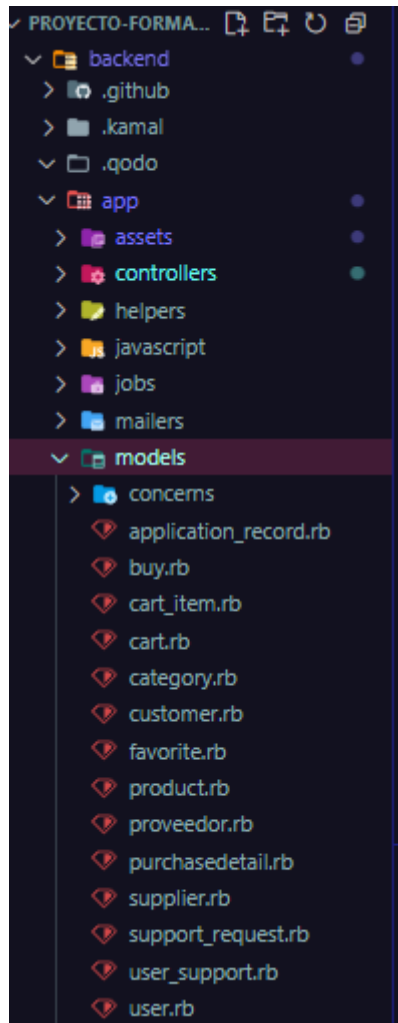 PROYECTO-FORMA...
backend
.github
.kamal
.qodo
app
assets
controllers
helpers
javascript
jobs
mailers
models
concerns
application_record.rb
buy.rb
cart_item.rb
cart.rb
category.rb
customer.rb
favorite.rb
product.rb
proveedor.rb
purchasedetail.rb
supplier.rb
support_request.rb
user_support.rb
user.rb